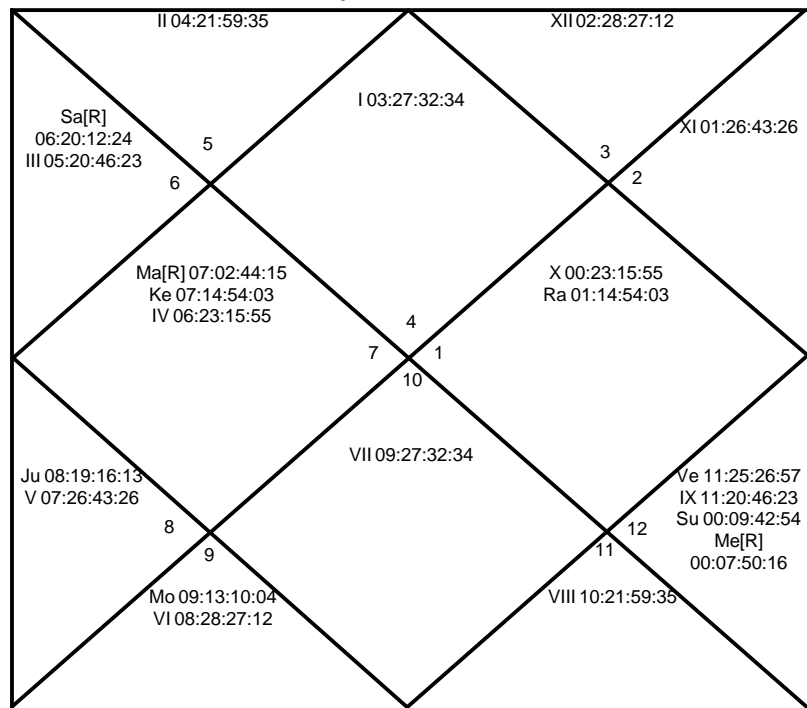 II 04:21:59:35
XII 02:28:27:12
I 03:27:32:34
Sa[R]
06:20:12:24
III 05:20:46:23
XI 01:26:43:26
5
3
6
2
Ma[R] 07:02:44:15
Ke 07:14:54:03
IV 06:23:15:55
X 00:23:15:55
Ra 01:14:54:03
4
7
1
10
VII 09:27:32:34
Ju 08:19:16:13
V 07:26:43:26
Ve 11:25:26:57
IX 11:20:46:23
Su 00:09:42:54
Me[R]
00:07:50:16
8
12
9
11
Mo 09:13:10:04
VI 08:28:27:12
VIII 10:21:59:35